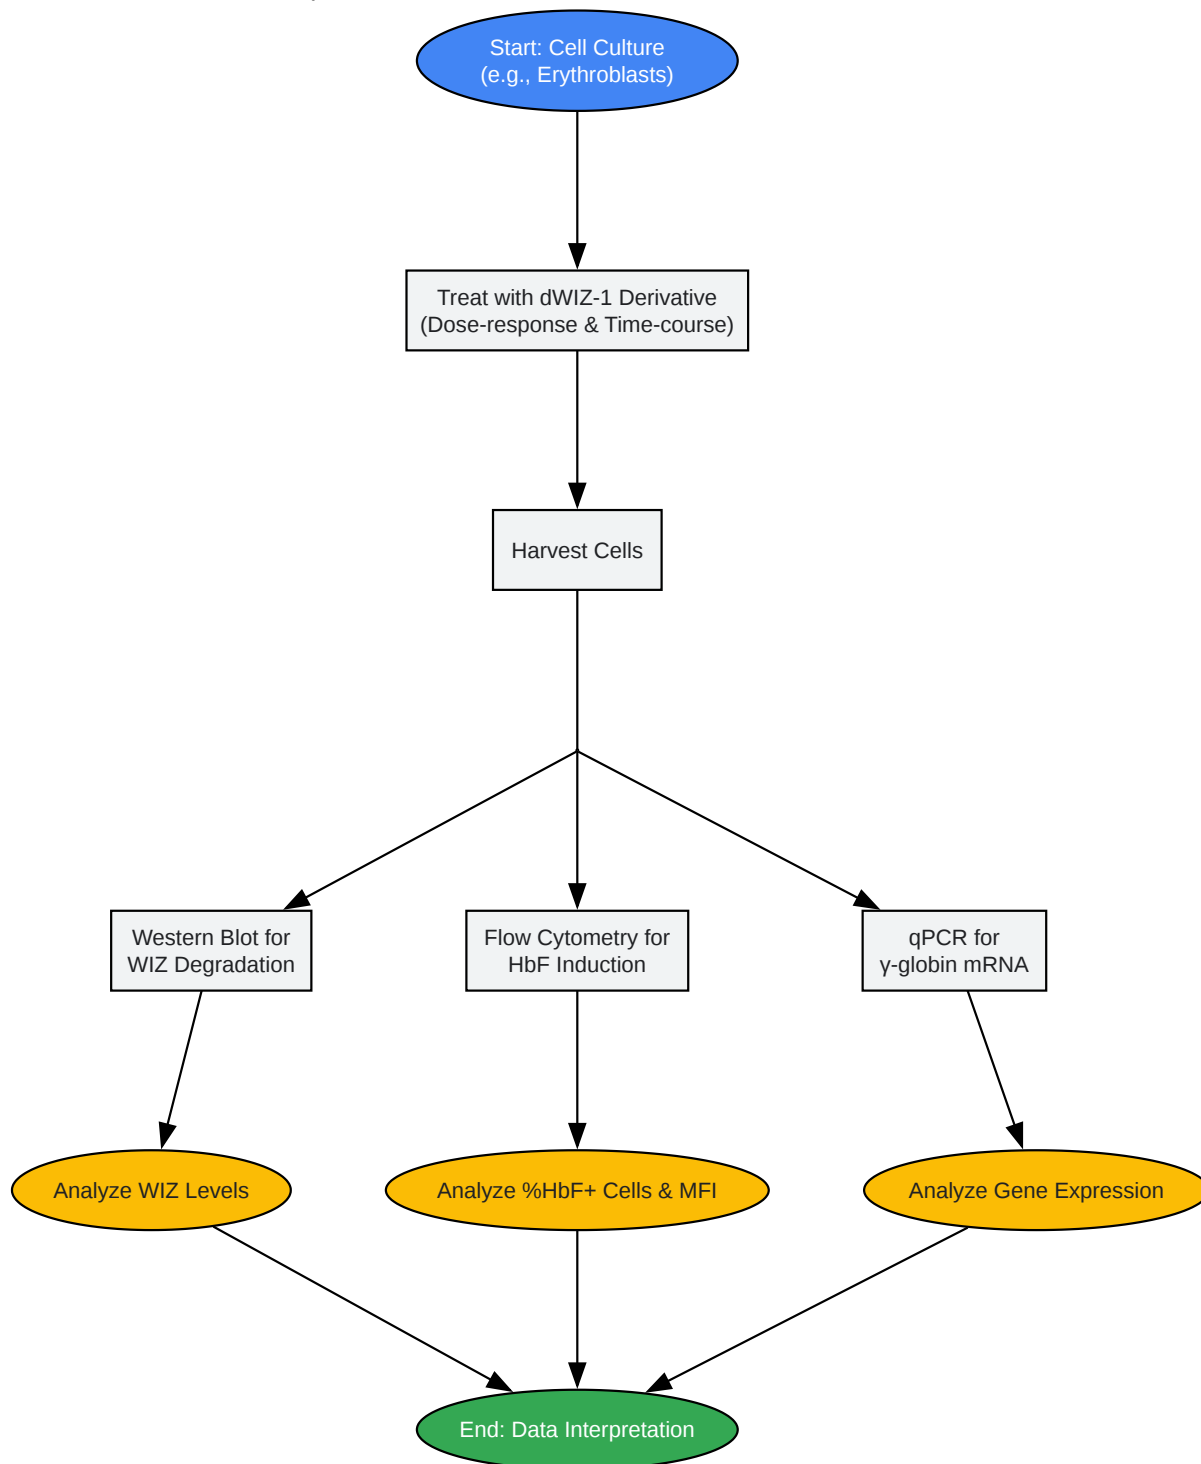 Start: Cell Culture
(e.g., Erythroblasts)
Treat with dWIZ-1 Derivative
(Dose-response & Time-course)
Harvest Cells
Western Blot for
WIZ Degradation
Flow Cytometry for
HbF Induction
qPCR for
γ-globin mRNA
Analyze WIZ Levels
Analyze %HbF+ Cells & MFI
Analyze Gene Expression
End: Data Interpretation